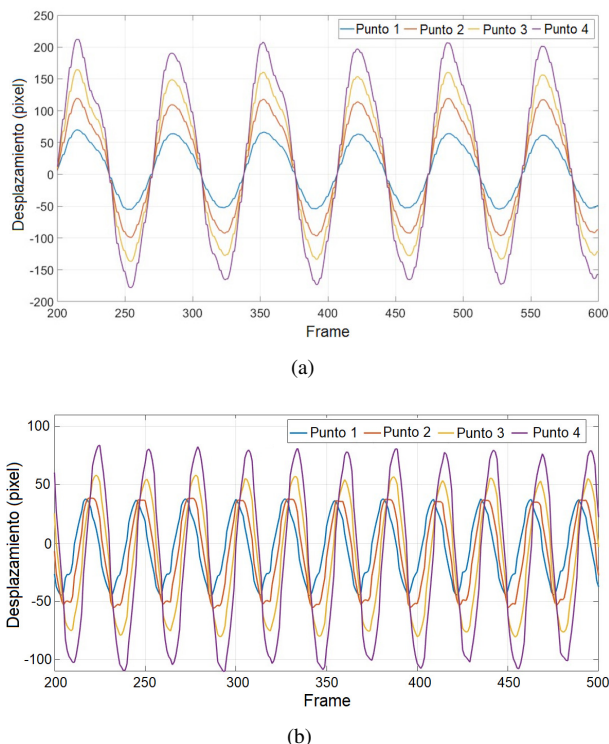 Punto 1 Punto 2 Punto 3 Punto 4
Desplazamiento (pixel)
250
200
150
100
50
0
-50
-100
-150
-200
200 250 300 350 400 450 500 550 600
Frame
(a)
Punto 1 Punto 2 Punto 3 Punto 4
Desplazamiento (pixel)
100
50
0
-50
-100
200 250 300 350 400 450 500
Frame
(b)